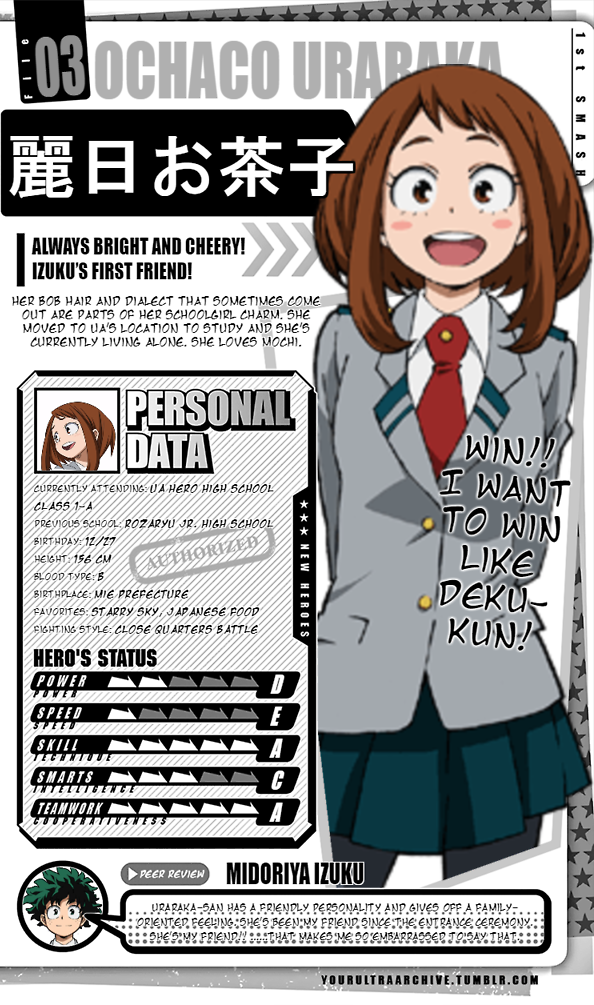 File 03 OCHACO URARAKA
1st SMASH
麗日お茶子
ALWAYS BRIGHT AND CHEERY!
IZUKU'S FIRST FRIEND!
HER BOB HAIR AND DIALECT THAT SOMETIMES COME
OUT ARE PARTS OF HER SCHOOLGIRL CHARM. SHE
MOVED TO UA'S LOCATION TO STUDY AND SHE'S
CURRENTLY LIVING ALONE. SHE LOVES MOCHI.
PERSONAL
DATA
CURRENTLY ATTENDING: UA HERO HIGH SCHOOL
CLASS 1-A
PREVIOUS SCHOOL: ROZARYU JR. HIGH SCHOOL
BIRTHDAY: 12/27
HEIGHT: 156 CM
BLOOD TYPE: B
BIRTHPLACE: MIE PREFECTURE
FAVORITES: STARRY SKY, JAPANESE FOOD
FIGHTING STYLE: CLOSE QUARTERS BATTLE
AUTHORIZED
★★★ NEW HEROES
WIN!!
I WANT
TO WIN
LIKE
DEKU-
KUN!
HERO'S STATUS
POWER D
POWER
SPEED E
SPEED
SKILL A
TECHNIQUE
SMARTS C
INTELLIGENCE
TEAMWORK A
COOPERATIVENESS
PEER REVIEW MIDORIYA IZUKU
URARAKA-SAN HAS A FRIENDLY PERSONALITY AND GIVES OFF A FAMILY-
ORIENTED FEELING. SHE'S BEEN MY FRIEND SINCE THE ENTRANCE CEREMONY.
SHE'S MY FRIEND!! .....THAT MAKES ME SO EMBARRASSED TO SAY THAT...
YOURULTRAARCHIVE.TUMBLR.COM